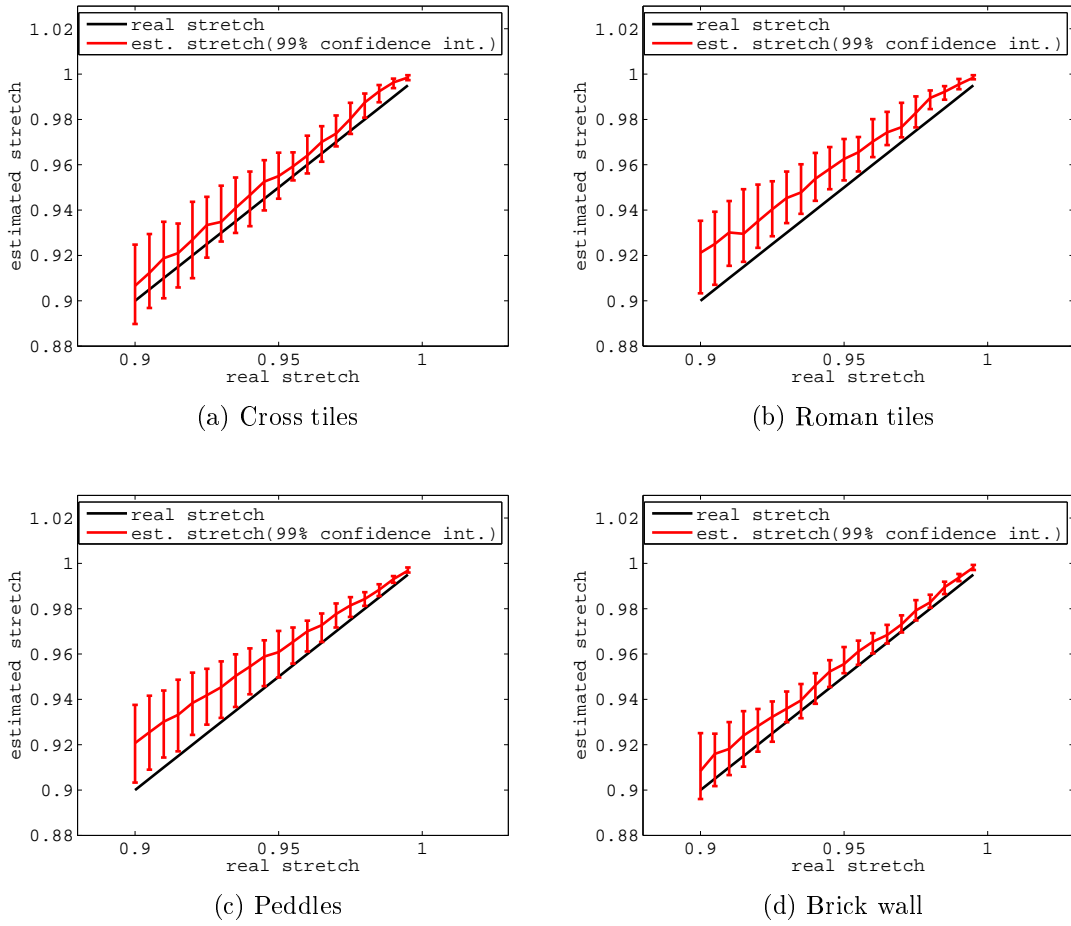 real stretch
est. stretch(99% confidence int.)
1.02
1
0.98
0.96
0.94
0.92
0.9
0.88
estimated stretch
0.9 0.95 1
real stretch
(a) Cross tiles
real stretch
est. stretch(99% confidence int.)
1.02
1
0.98
0.96
0.94
0.92
0.9
0.88
estimated stretch
0.9 0.95 1
real stretch
(b) Roman tiles
real stretch
est. stretch(99% confidence int.)
1.02
1
0.98
0.96
0.94
0.92
0.9
0.88
estimated stretch
0.9 0.95 1
real stretch
(c) Peddles
real stretch
est. stretch(99% confidence int.)
1.02
1
0.98
0.96
0.94
0.92
0.9
0.88
estimated stretch
0.9 0.95 1
real stretch
(d) Brick wall